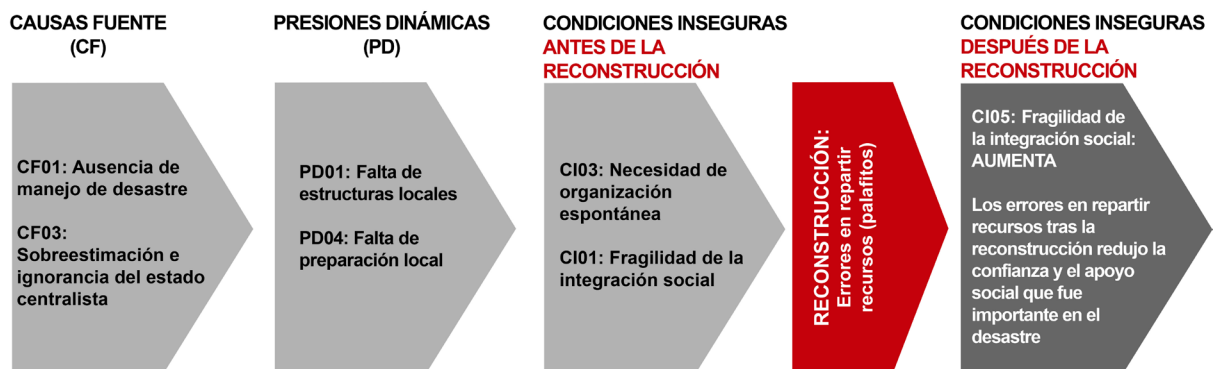 CAUSAS FUENTE
(CF)
CF01: Ausencia de
manejo de desastre
CF03:
Sobreestimación e
ignorancia del estado
centralista
PRESIONES DINÁMICAS
(PD)
PD01: Falta de
estructuras locales
PD04: Falta de
preparación local
CONDICIONES INSEGURAS
ANTES DE LA
RECONSTRUCCIÓN
CI03: Necesidad de
organización
espontánea
CI01: Fragilidad de la
integración social
RECONSTRUCCIÓN:
Errores en repartir
recursos (palafitos)
CONDICIONES INSEGURAS
DESPUÉS DE LA
RECONSTRUCCIÓN
CI05: Fragilidad de
la integración social:
AUMENTA
Los errores en repartir
recursos tras la
reconstrucción redujo la
confianza y el apoyo
social que fue
importante en el
desastre